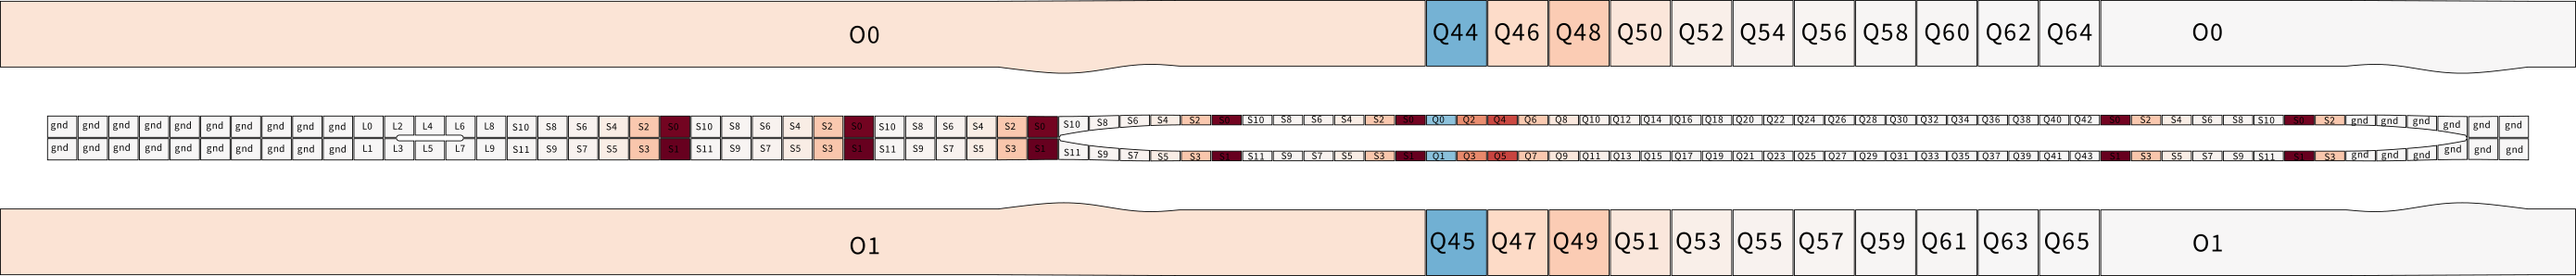 O0 Q44 Q46 Q48 Q50 Q52 Q54 Q56 Q58 Q60 Q62 Q64 O0
gnd gnd gnd gnd gnd gnd gnd gnd gnd gnd L0 L2 L4 L6 L8 S10 S8 S6 S4 S2 S0 S10 S8 S6 S4 S2 S0 S10 S8 S6 S4 S2 S0 S10 S8 S6 S4 S2 S0 S10 S8 S6 S4 S2 S0 Q0 Q2 Q4 Q6 Q8 Q10 Q12 Q14 Q16 Q18 Q20 Q22 Q24 Q26 Q28 Q30 Q32 Q34 Q36 Q38 Q40 Q42 S0 S2 S4 S6 S8 S10 S0 S2 gnd gnd gnd gnd gnd gnd
gnd gnd gnd gnd gnd gnd gnd gnd gnd gnd L1 L3 L5 L7 L9 S11 S9 S7 S5 S3 S1 S11 S9 S7 S5 S3 S1 S11 S9 S7 S5 S3 S1 S11 S9 S7 S5 S3 S1 S11 S9 S7 S5 S3 S1 Q1 Q3 Q5 Q7 Q9 Q11 Q13 Q15 Q17 Q19 Q21 Q23 Q25 Q27 Q29 Q31 Q33 Q35 Q37 Q39 Q41 Q43 S1 S3 S5 S7 S9 S11 S1 S3 gnd gnd gnd gnd gnd gnd
O1 Q45 Q47 Q49 Q51 Q53 Q55 Q57 Q59 Q61 Q63 Q65 O1